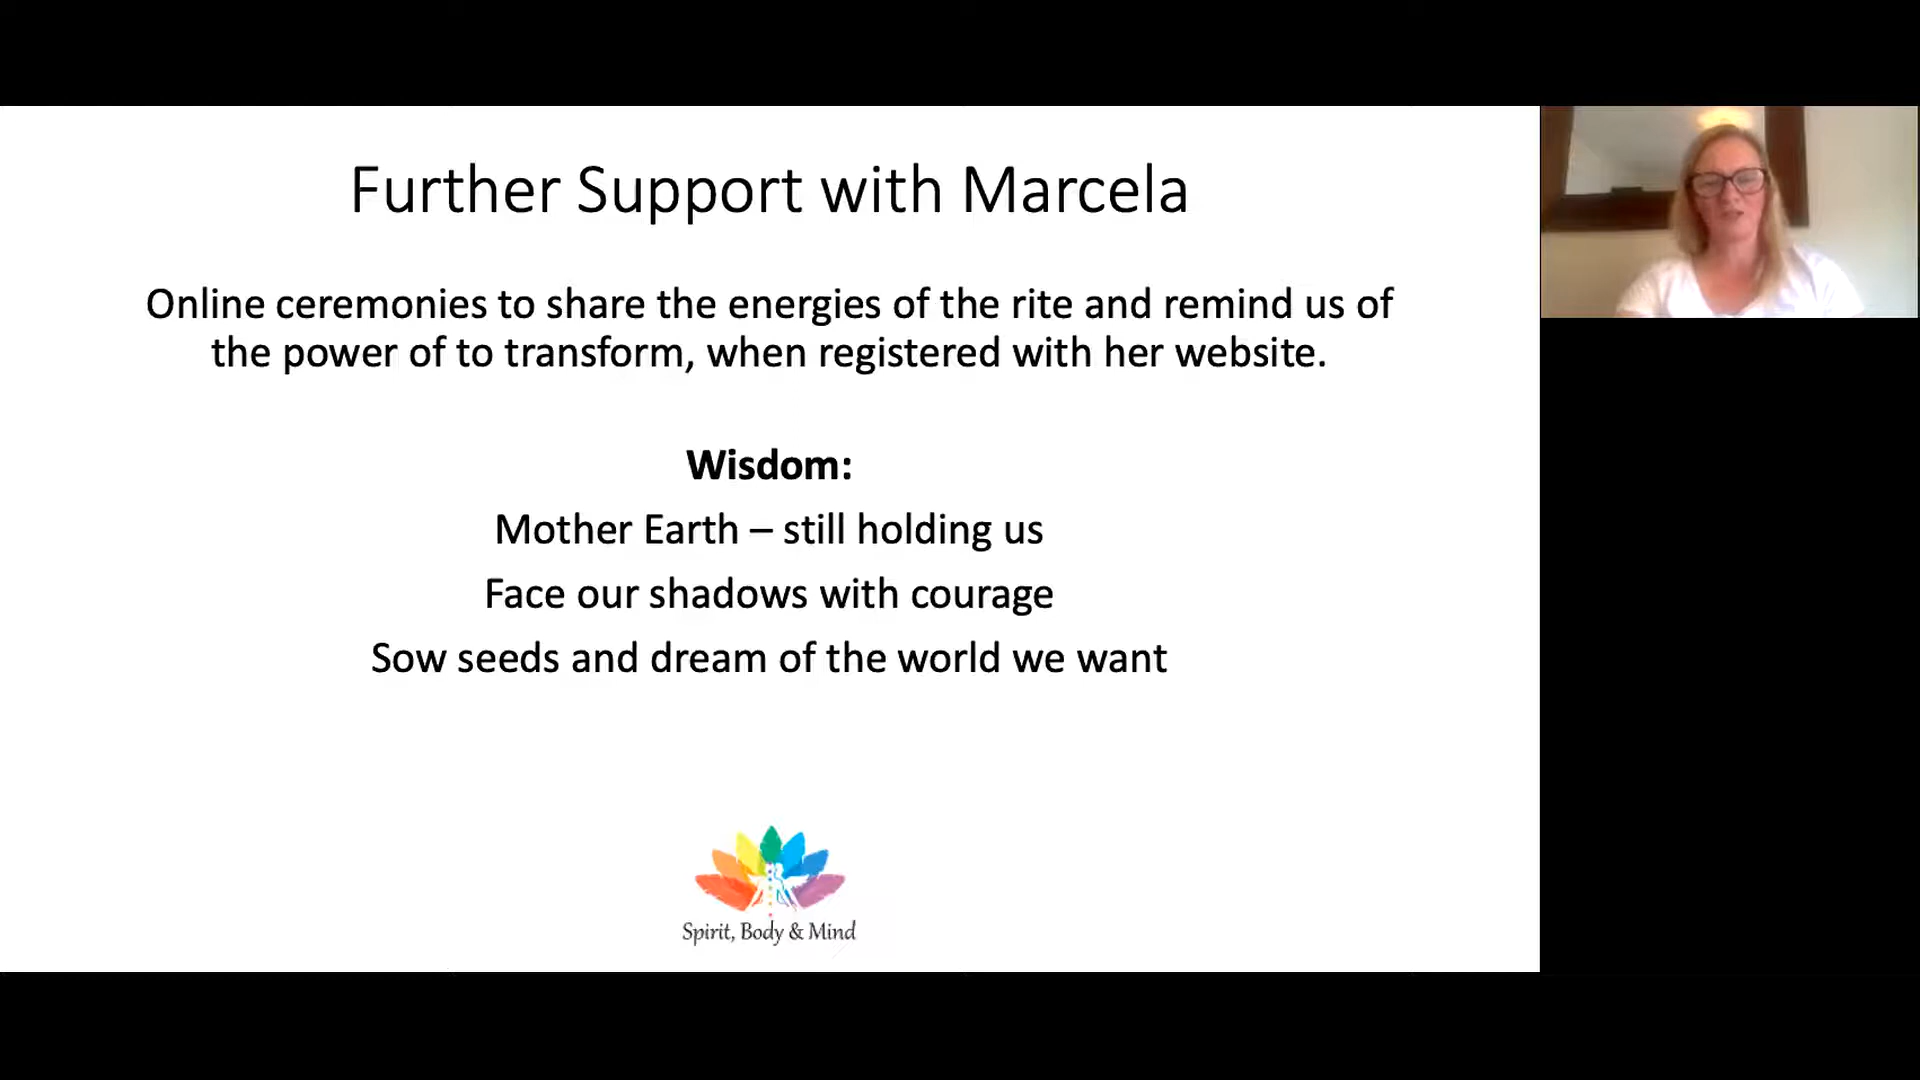 Further Support with Marcela
Online ceremonies to share the energies of the rite and remind us of
the power of to transform, when registered with her website.
Wisdom:
Mother Earth – still holding us
Face our shadows with courage
Sow seeds and dream of the world we want
Spirit, Body & Mind